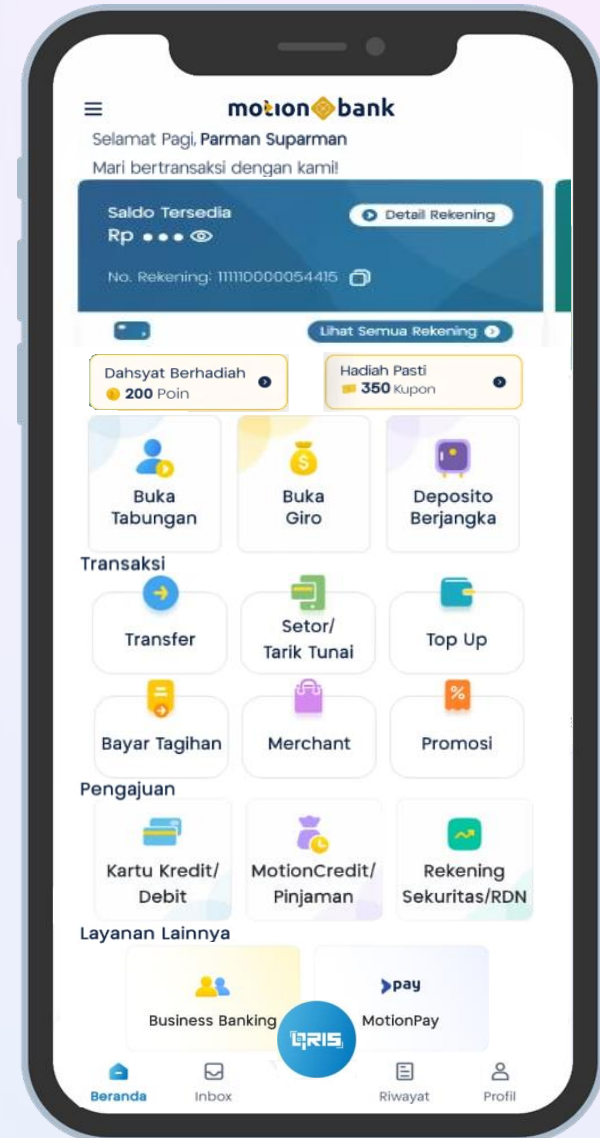 motion bank
Selamat Pagi, Parman Suparman
Mari bertransaksi dengan kami!
Saldo Tersedia
Detail Rekening
Rp •••
No. Rekening: 11110000054415
Lihat Semua Rekening
Dahsyat Berhadiah
200 Poin
Hadiah Pasti
350 Kupon
Buka
Tabungan
Buka
Giro
Deposito
Berjangka
Transaksi
Transfer
Setor/
Tarik Tunai
Top Up
Bayar Tagihan
Merchant
Promosi
Pengajuan
Kartu Kredit/
Debit
MotionCredit/
Pinjaman
Rekening
Sekuritas/RDN
Layanan Lainnya
Business Banking
pay
MotionPay
QRIS
Beranda
Inbox
Riwayat
Profil